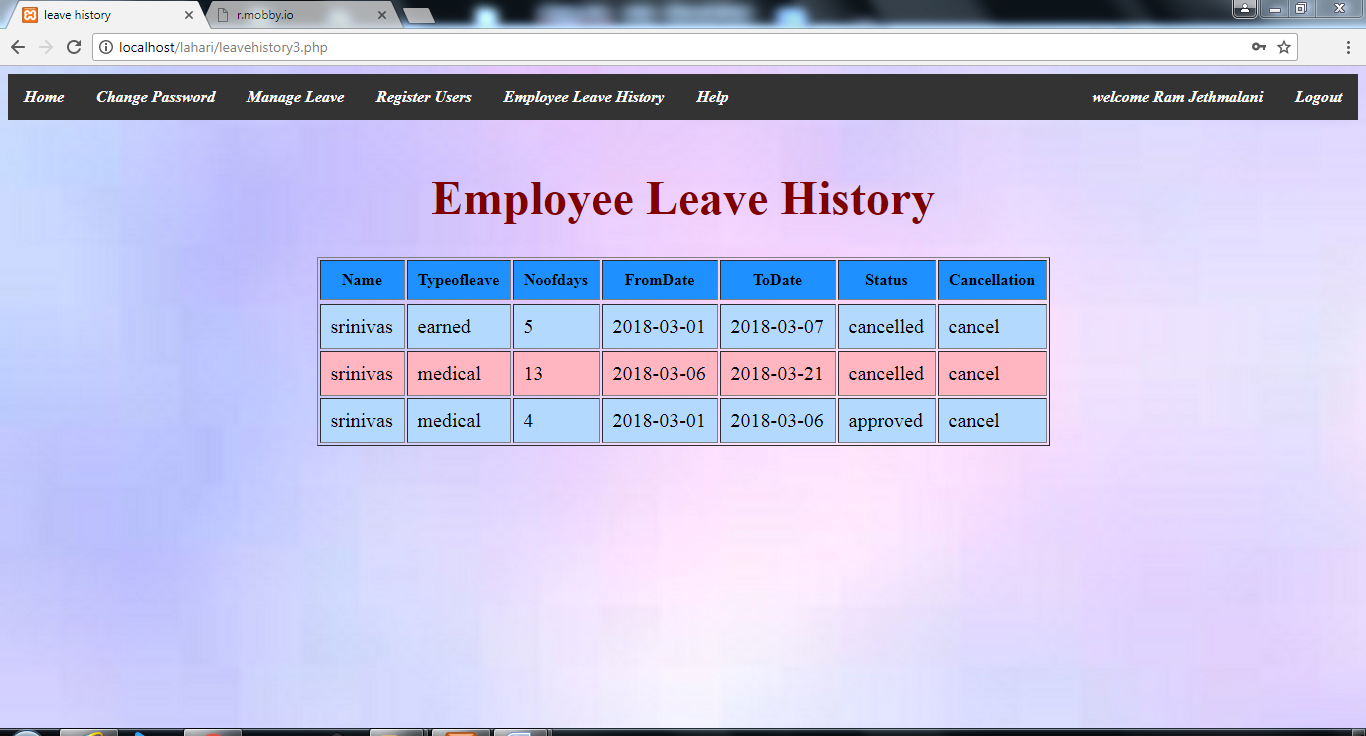 leave history
r.mobby.io
localhost/lahari/leavehistory3.php
Home Change Password Manage Leave Register Users Employee Leave History Help welcome Ram Jethmalani Logout
Employee Leave History
Name Typeofleave Noofdays FromDate ToDate Status Cancellation
srinivas earned 5 2018-03-01 2018-03-07 cancelled cancel
srinivas medical 13 2018-03-06 2018-03-21 cancelled cancel
srinivas medical 4 2018-03-01 2018-03-06 approved cancel